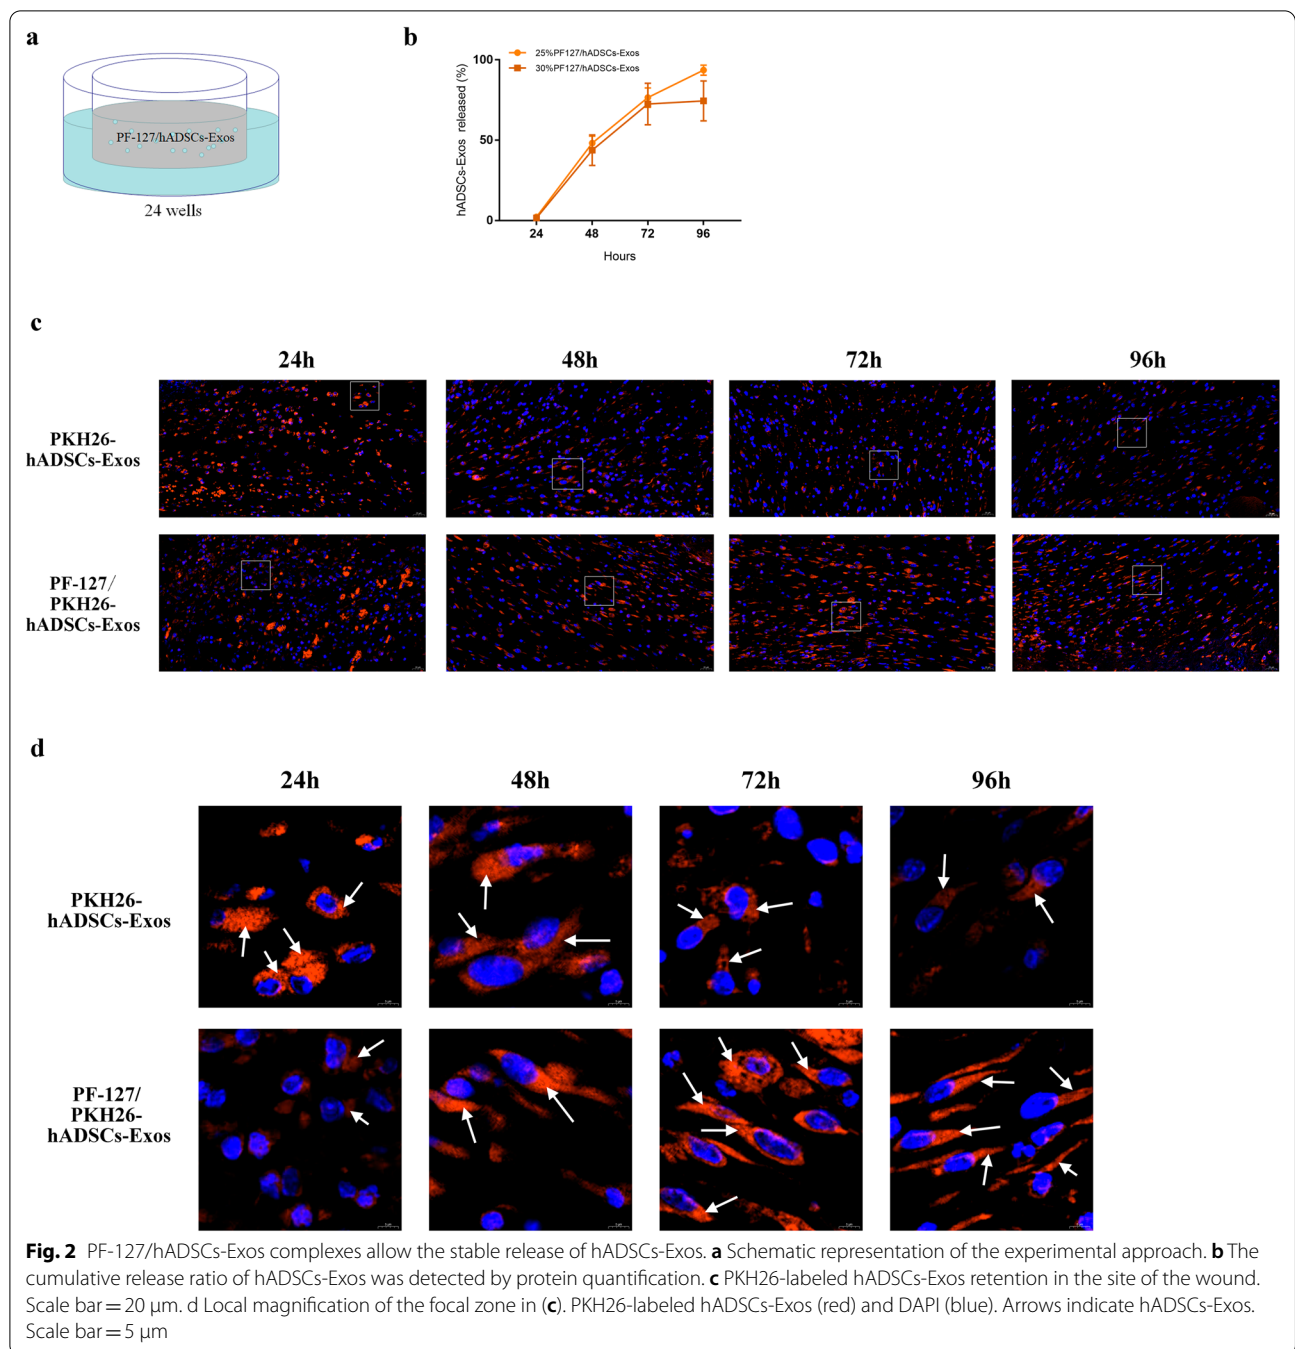 a
PF-127/hADSCs-Exos
24 wells
b
25%PF127/hADSCs-Exos
30%PF127/hADSCs-Exos
hADSCs-Exos released (%)
100
50
0
24 48 72 96
Hours
c
24h 48h 72h 96h
PKH26-
hADSCs-Exos
PF-127/
PKH26-
hADSCs-Exos
d
24h 48h 72h 96h
PKH26-
hADSCs-Exos
PF-127/
PKH26-
hADSCs-Exos
Fig. 2 PF-127/hADSCs-Exos complexes allow the stable release of hADSCs-Exos. a Schematic representation of the experimental approach. b The
cumulative release ratio of hADSCs-Exos was detected by protein quantification. c PKH26-labeled hADSCs-Exos retention in the site of the wound.
Scale bar = 20 μm. d Local magnification of the focal zone in (c). PKH26-labeled hADSCs-Exos (red) and DAPI (blue). Arrows indicate hADSCs-Exos.
Scale bar = 5 μm